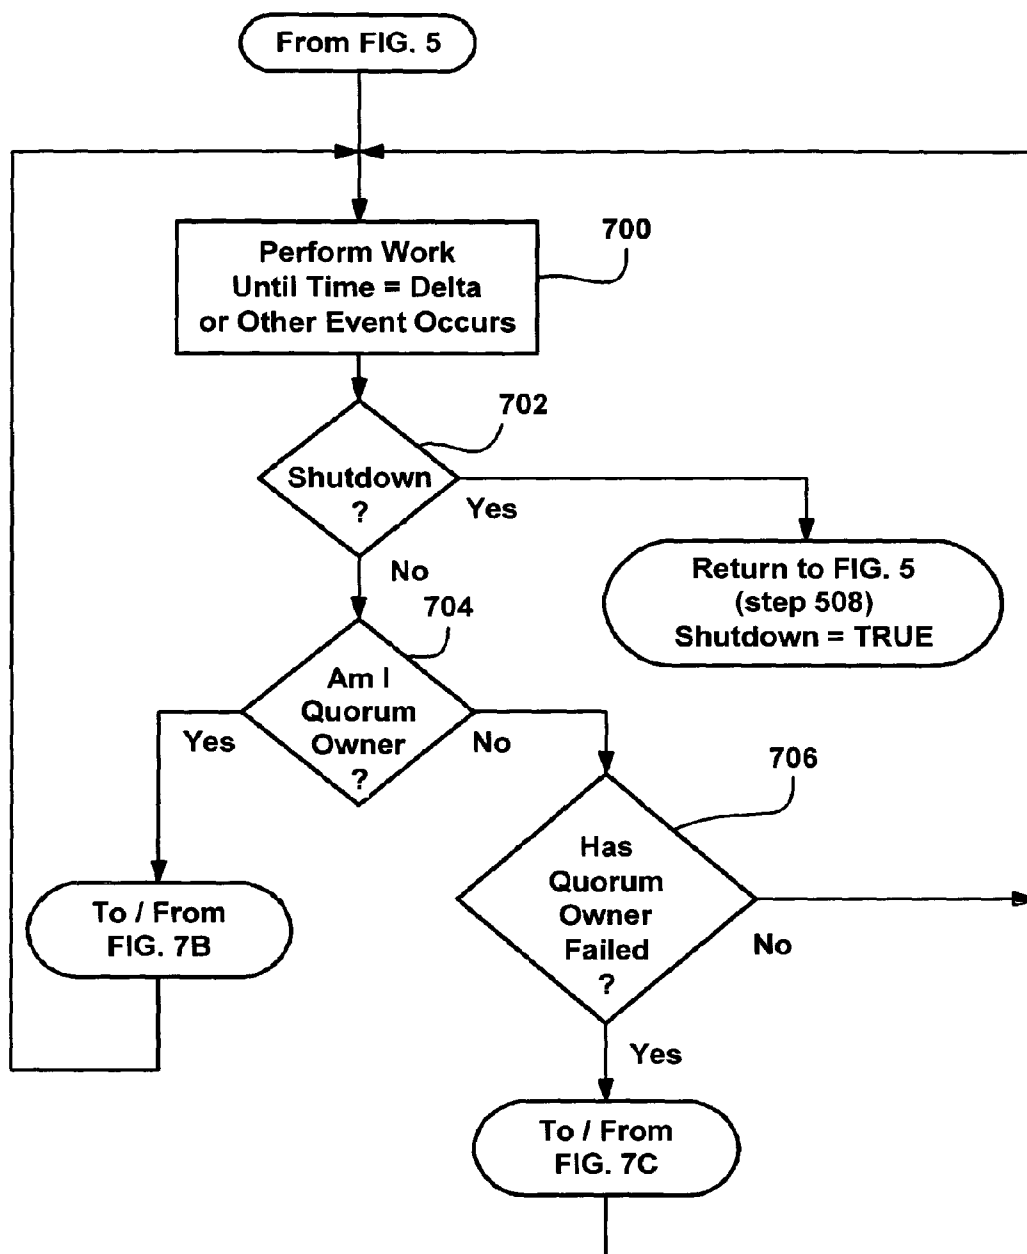 From FIG. 5
Perform Work
Until Time = Delta
or Other Event Occurs
700
702
Shutdown
?
Yes
No
Return to FIG. 5
(step 508)
Shutdown = TRUE
704
Am I
Quorum
Owner
?
Yes
No
706
Has
Quorum
Owner
Failed
?
No
Yes
To / From
FIG. 7B
To / From
FIG. 7C